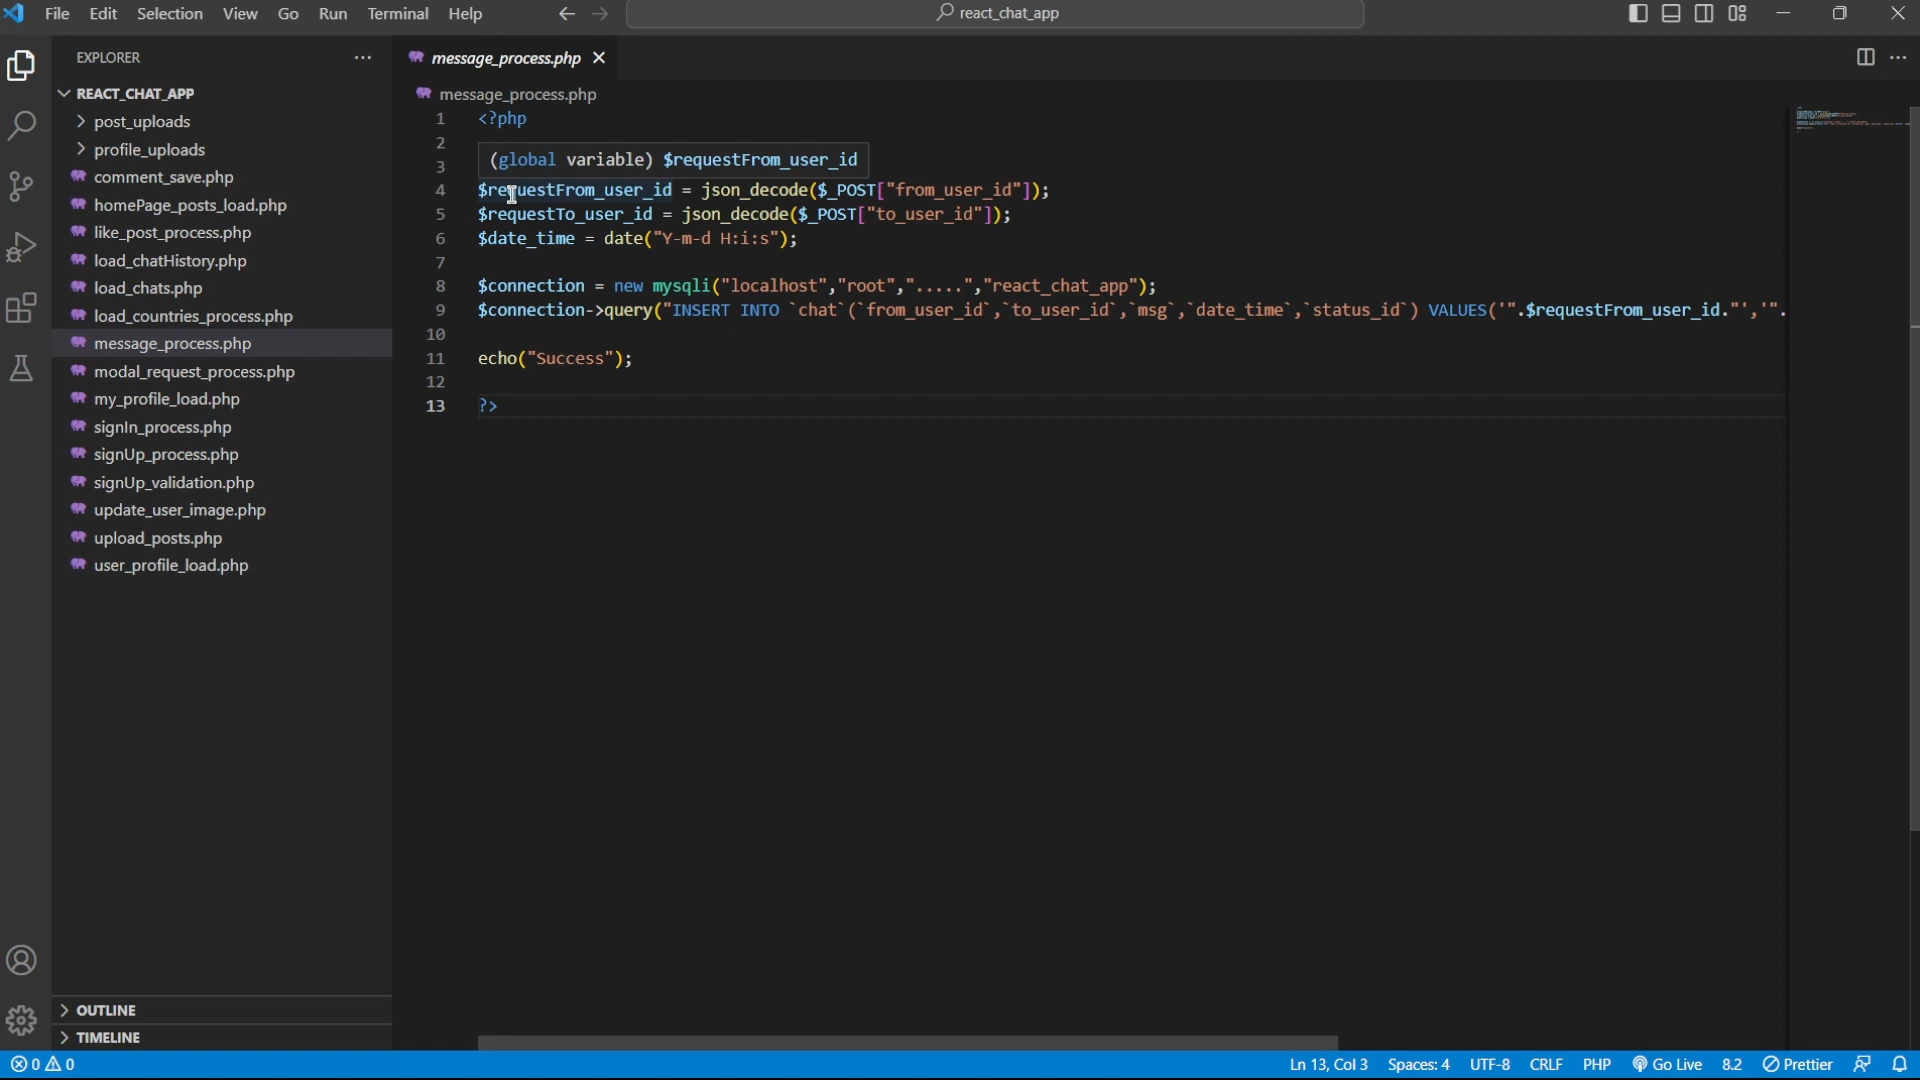 File Edit Selection View Go Run Terminal Help
react_chat_app
EXPLORER
REACT_CHAT_APP
post_uploads
profile_uploads
comment_save.php
homePage_posts_load.php
like_post_process.php
load_chatHistory.php
load_chats.php
load_countries_process.php
message_process.php
modal_request_process.php
my_profile_load.php
signIn_process.php
signUp_process.php
signUp_validation.php
update_user_image.php
upload_posts.php
user_profile_load.php
OUTLINE
TIMELINE
message_process.php
message_process.php
1 <?php
2
3
(global variable) $requestFrom_user_id
4 $requestFrom_user_id = json_decode($_POST["from_user_id"]);
5 $requestTo_user_id = json_decode($_POST["to_user_id"]);
6 $date_time = date("Y-m-d H:i:s");
7
8 $connection = new mysqli("localhost","root",".....","react_chat_app");
9 $connection->query("INSERT INTO `chat`(`from_user_id`,`to_user_id`,`msg`,`date_time`,`status_id`) VALUES('".$requestFrom_user_id."','".
10
11 echo("Success");
12
13 ?>
0 0
Ln 13, Col 3 Spaces: 4 UTF-8 CRLF PHP Go Live 8.2 Prettier